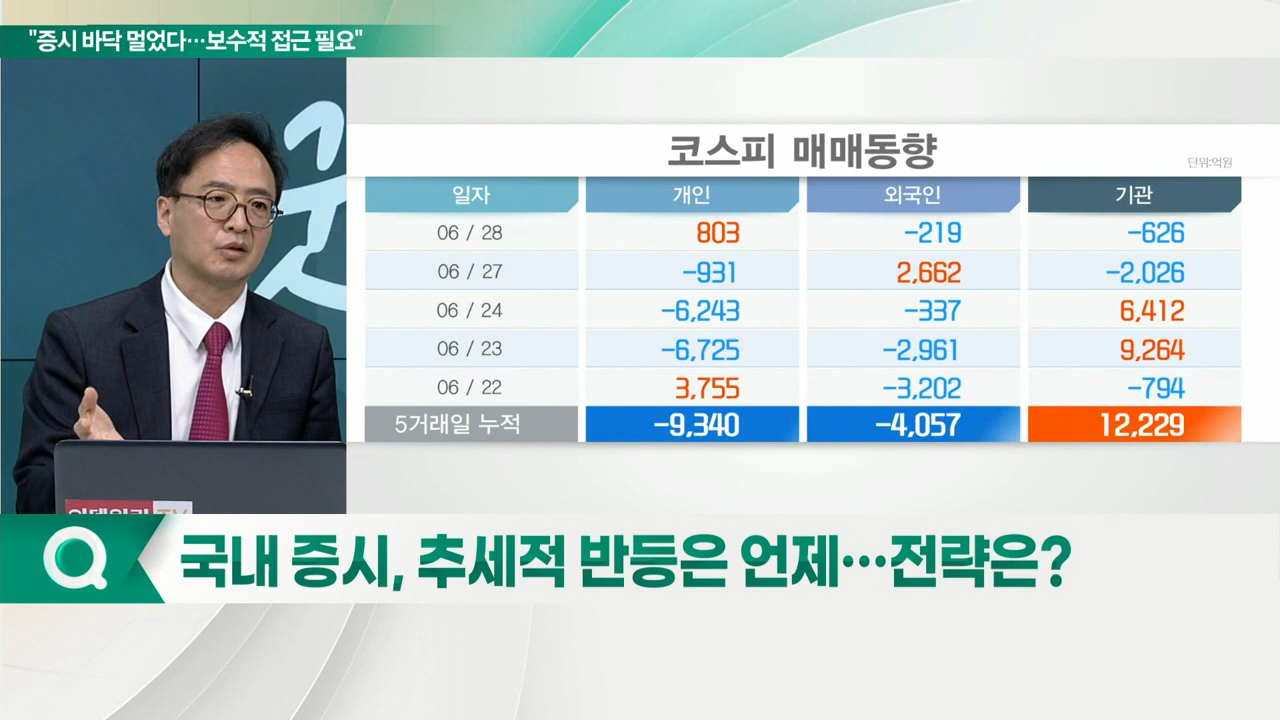 "증시 바닥 멀었다…보수적 접근 필요"
코스피 매매동향
단위:억원
일자 개인 외국인 기관
06 / 28 803 -219 -626
06 / 27 -931 2,662 -2,026
06 / 24 -6,243 -337 6,412
06 / 23 -6,725 -2,961 9,264
06 / 22 3,755 -3,202 -794
5거래일 누적 -9,340 -4,057 12,229
TV
Q 국내 증시, 추세적 반등은 언제…전략은?